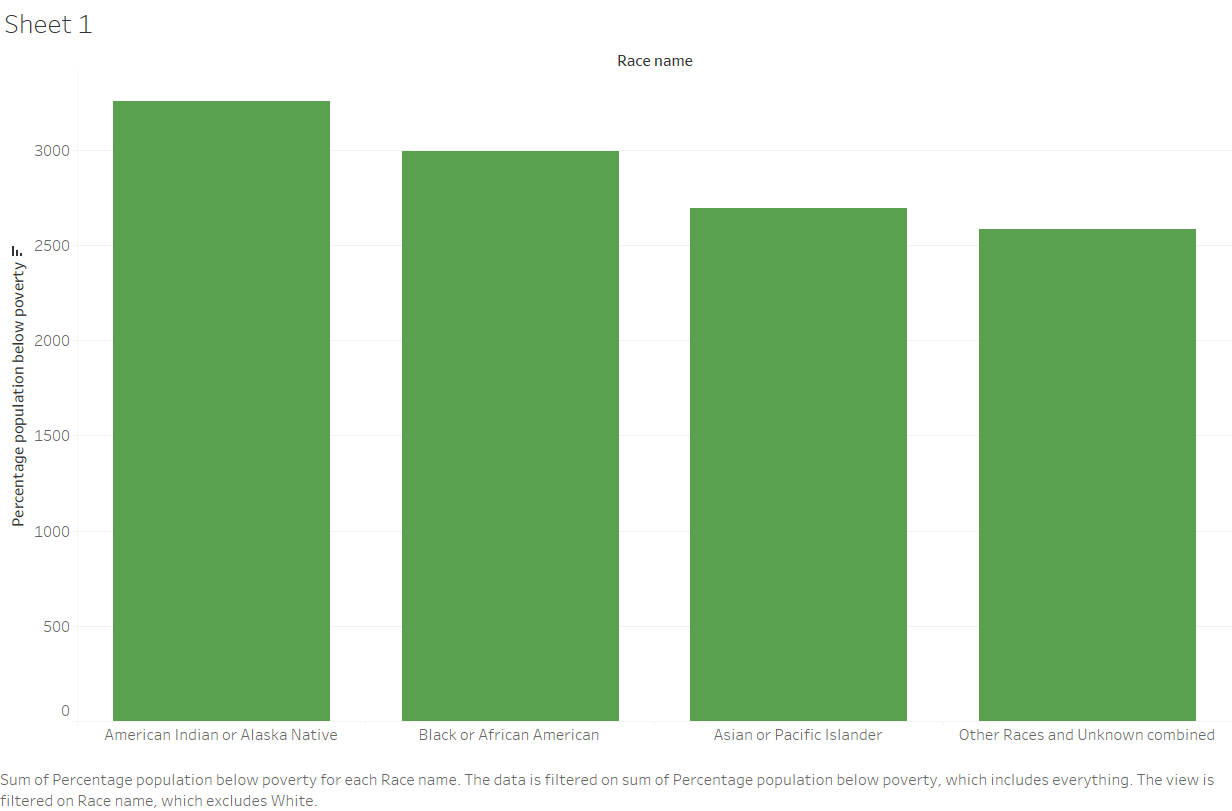 Sheet 1
Race name
Percentage population below poverty
3000
2500
2000
1500
1000
500
0
American Indian or Alaska Native
Black or African American
Asian or Pacific Islander
Other Races and Unknown combined
Sum of Percentage population below poverty for each Race name. The data is filtered on sum of Percentage population below poverty, which includes everything. The view is
filtered on Race name, which excludes White.